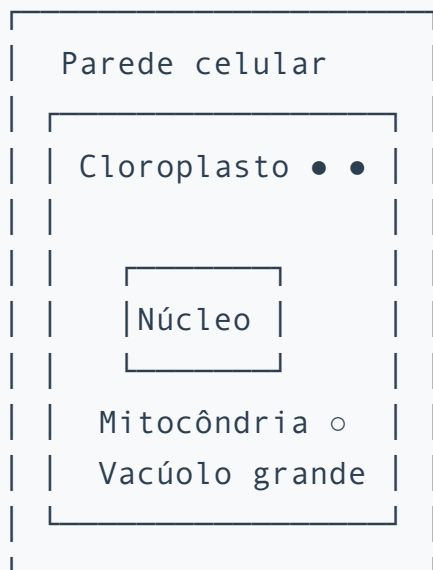 Parede celular
Cloroplasto ● ●
Núcleo
Mitocôndria ○
Vacúolo grande